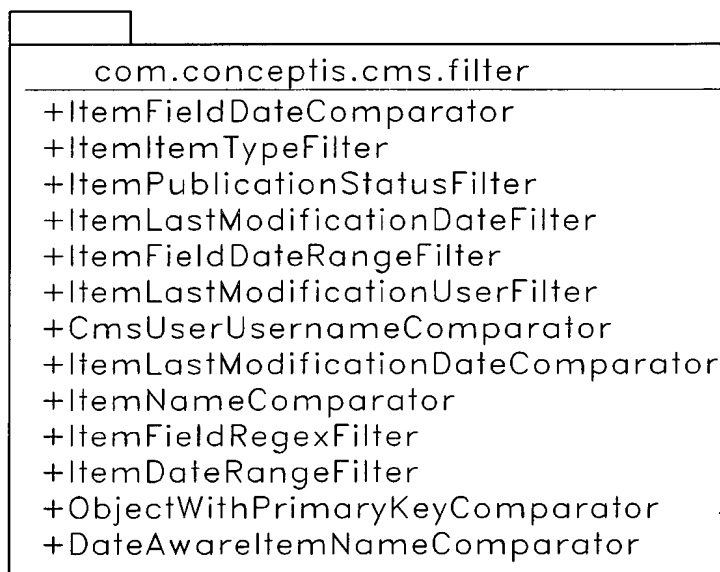 com.conceptis.cms.filter
+ItemFieldDateComparator
+ItemItemTypeFilter
+ItemPublicationStatusFilter
+ItemLastModificationDateFilter
+ItemFieldDateRangeFilter
+ItemLastModificationUserFilter
+CmsUserUsernameComparator
+ItemLastModificationDateComparator
+ItemNameComparator
+ItemFieldRegexFilter
+ItemDateRangeFilter
+ObjectWithPrimaryKeyComparator
+DateAwareItemNameComparator